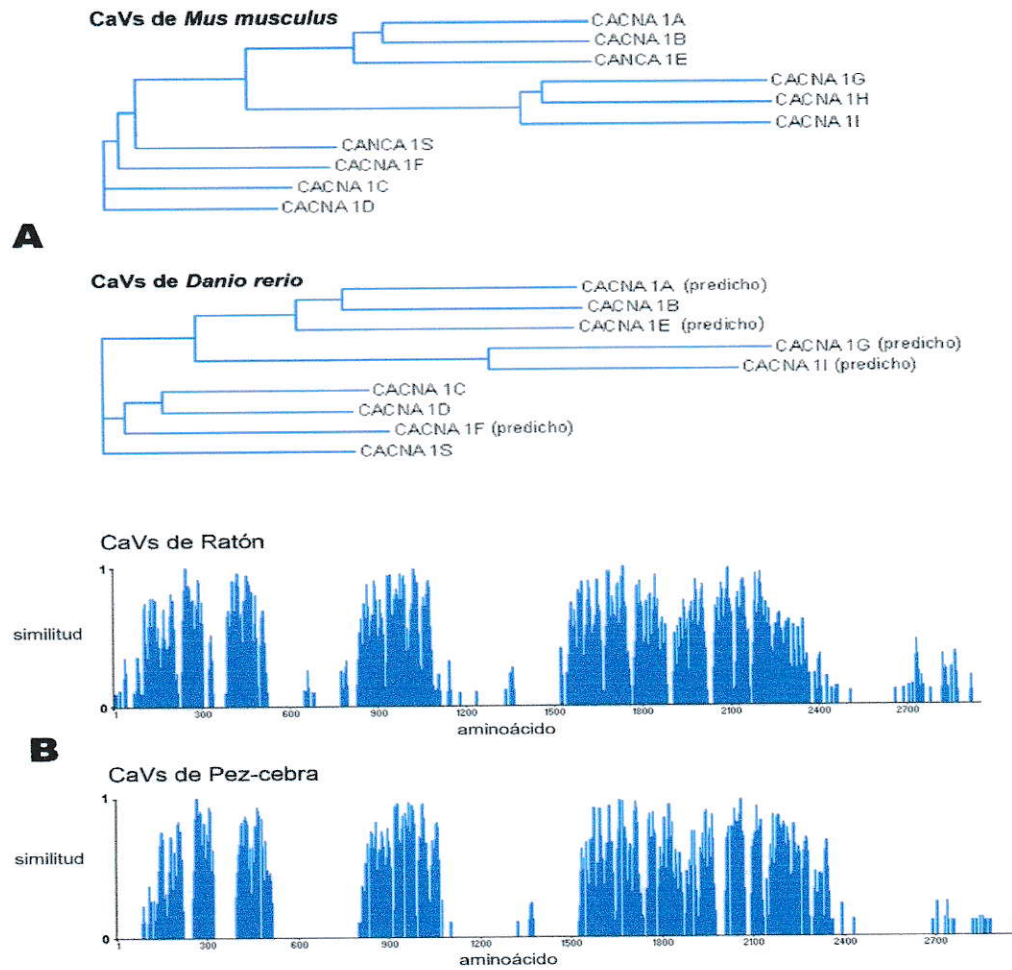 CaVs de Mus musculus
CACNA 1A
CACNA 1B
CANCA 1E
CACNA 1G
CACNA 1H
CACNA 1I
CANCA 1S
CACNA 1F
CACNA 1C
CACNA 1D
A
CaVs de Danio rerio
CACNA 1A (predicho)
CACNA 1B
CACNA 1E (predicho)
CACNA 1G (predicho)
CACNA 1I (predicho)
CACNA 1C
CACNA 1D
CACNA 1F (predicho)
CACNA 1S
CaVs de Ratón
1
similitud
0
1 300 600 900 1200 1500 1800 2100 2400 2700
aminoácido
B
CaVs de Pez-cebra
1
similitud
0
1 300 600 900 1200 1500 1800 2100 2400 2700
aminoácido